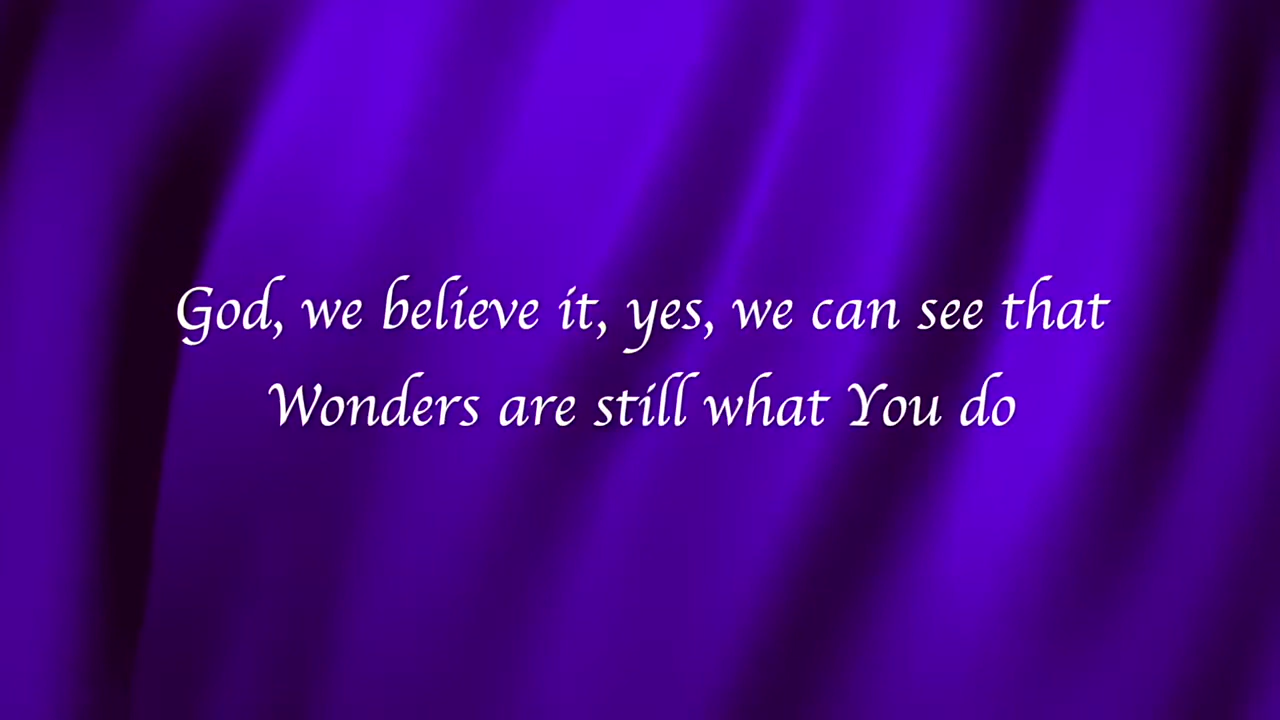 God, we believe it, yes, we can see that
Wonders are still what You do